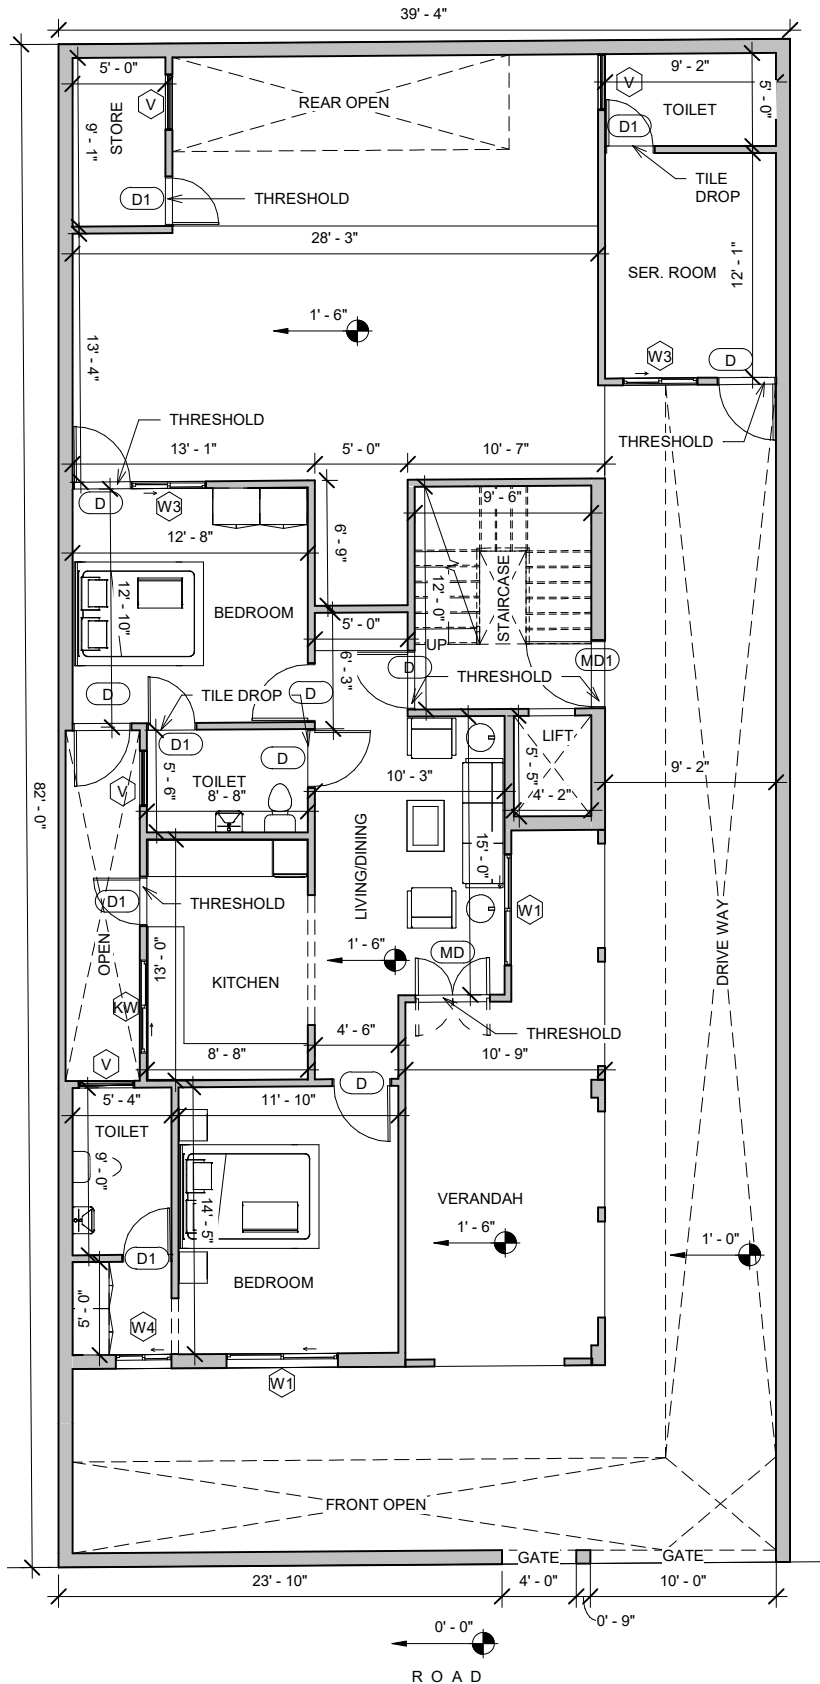 39' - 4"
5' - 0"
9' - 2"
V
V
REAR OPEN
TOILET
5' - 0"
STORE
9' - 1"
D1
D1
THRESHOLD
TILE
DROP
28' - 3"
SER. ROOM
12' - 1"
1' - 6"
13' - 4"
W3
D
THRESHOLD
THRESHOLD
13' - 1"
5' - 0"
10' - 7"
9' - 6"
D
W3
12' - 8"
6' - 9"
12' - 10"
BEDROOM
12' - 0"
STAIRCASE
5' - 0"
UP
6' - 3"
D
MD1
THRESHOLD
D
TILE DROP
D
D1
D
LIFT
TOILET
5' - 6"
8' - 8"
10' - 3"
5' - 5"
4' - 2"
9' - 2"
V
82' - 0"
LIVING/DINING
15' - 0"
D1
THRESHOLD
W1
DRIVE WAY
OPEN
13' - 0"
KITCHEN
1' - 6"
MD
KW
THRESHOLD
4' - 6"
V
8' - 8"
10' - 9"
D
5' - 4"
11' - 10"
TOILET
9' - 0"
14' - 5"
VERANDAH
1' - 6"
1' - 0"
D1
BEDROOM
5' - 0"
W4
W1
FRONT OPEN
GATE
GATE
23' - 10"
4' - 0"
10' - 0"
0' - 9"
0' - 0"
R O A D